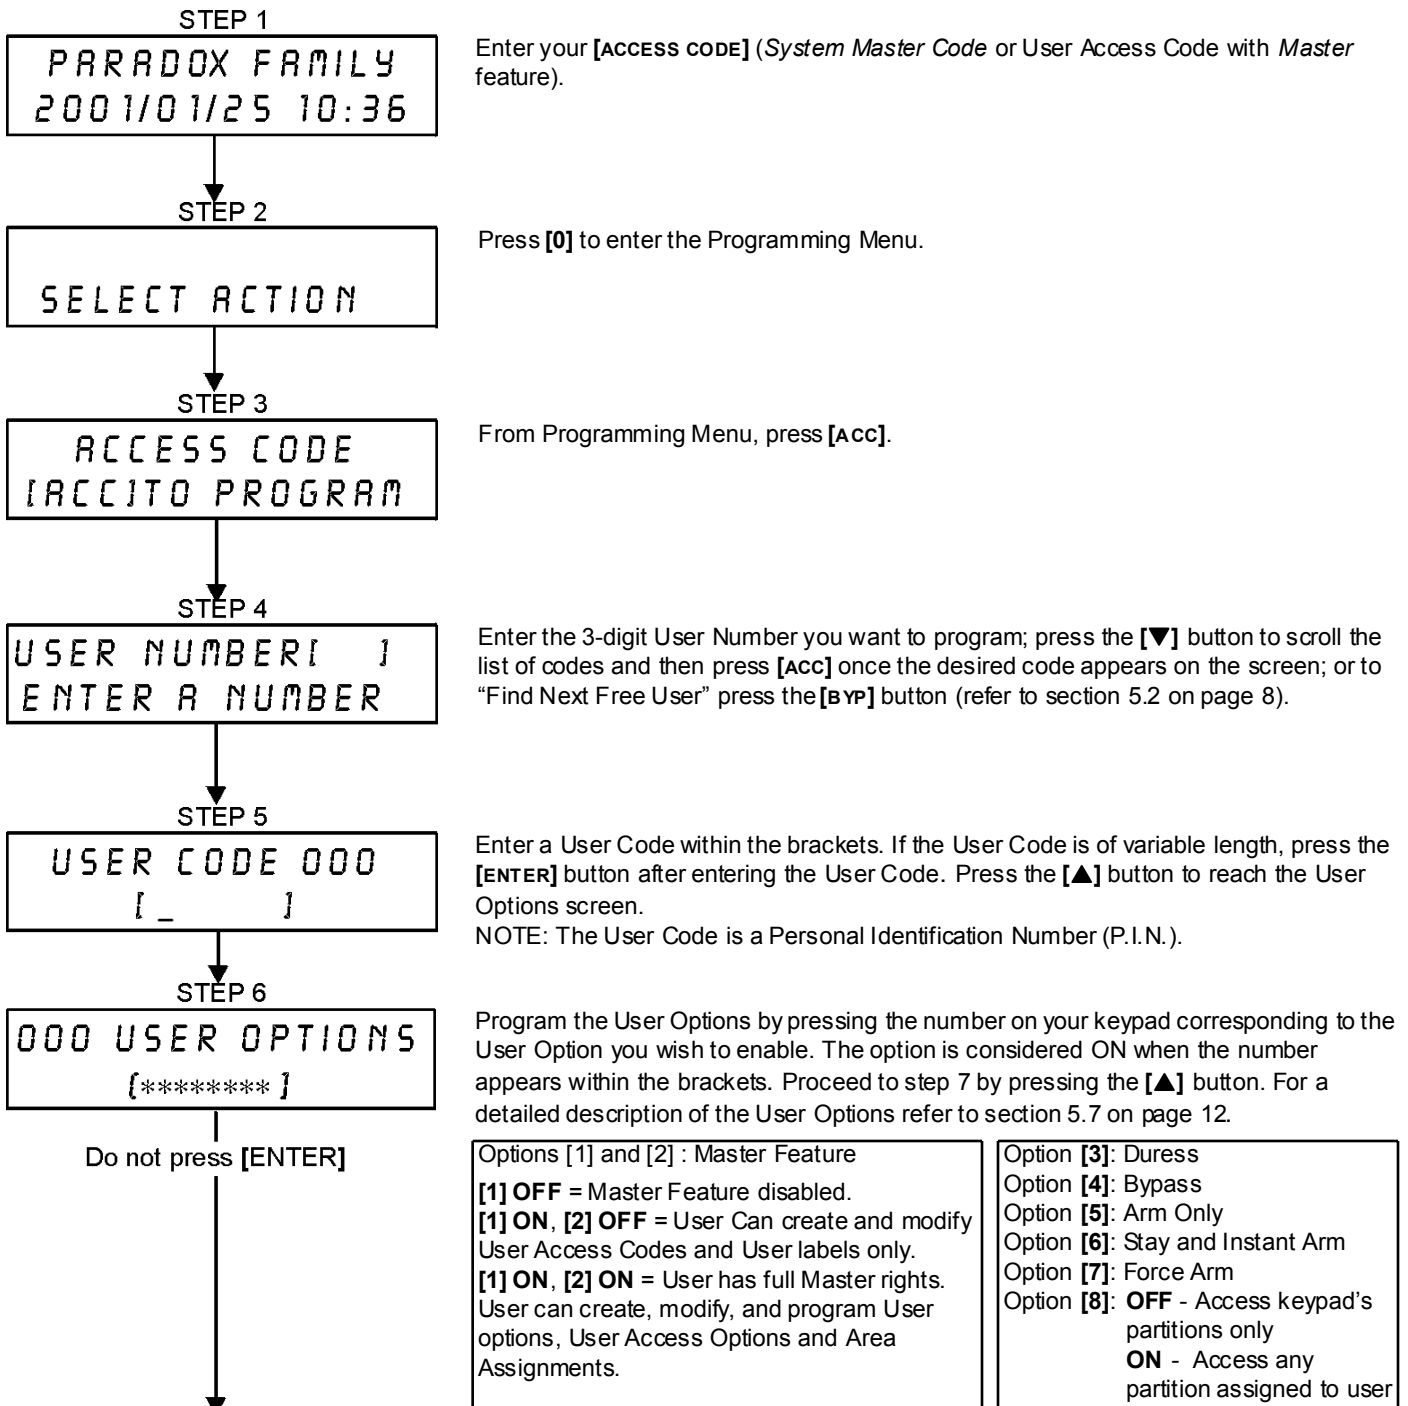 STEP 1
PARADOX FAMILY
2001/01/25 10:36
Enter your [ACCESS CODE] (System Master Code or User Access Code with Master
feature).
STEP 2
SELECT ACTION
Press [0] to enter the Programming Menu.
STEP 3
ACCESS CODE
[ACC]TO PROGRAM
From Programming Menu, press [ACC].
STEP 4
USER NUMBER[   ]
ENTER A NUMBER
Enter the 3-digit User Number you want to program; press the [▼] button to scroll the
list of codes and then press [ACC] once the desired code appears on the screen; or to
“Find Next Free User” press the [BYP] button (refer to section 5.2 on page 8).
STEP 5
USER CODE 000
[ _      ]
Enter a User Code within the brackets. If the User Code is of variable length, press the
[ENTER] button after entering the User Code. Press the [▲] button to reach the User
Options screen.
NOTE: The User Code is a Personal Identification Number (P.I.N.).
STEP 6
000 USER OPTIONS
[******** ]
Do not press [ENTER]
Program the User Options by pressing the number on your keypad corresponding to the
User Option you wish to enable. The option is considered ON when the number
appears within the brackets. Proceed to step 7 by pressing the [▲] button. For a
detailed description of the User Options refer to section 5.7 on page 12.
Options [1] and [2] : Master Feature
[1] OFF = Master Feature disabled.
[1] ON, [2] OFF = User Can create and modify
User Access Codes and User labels only.
[1] ON, [2] ON = User has full Master rights.
User can create, modify, and program User
options, User Access Options and Area
Assignments.
Option [3]: Duress
Option [4]: Bypass
Option [5]: Arm Only
Option [6]: Stay and Instant Arm
Option [7]: Force Arm
Option [8]: OFF - Access keypad’s
partitions only
ON - Access any
partition assigned to user